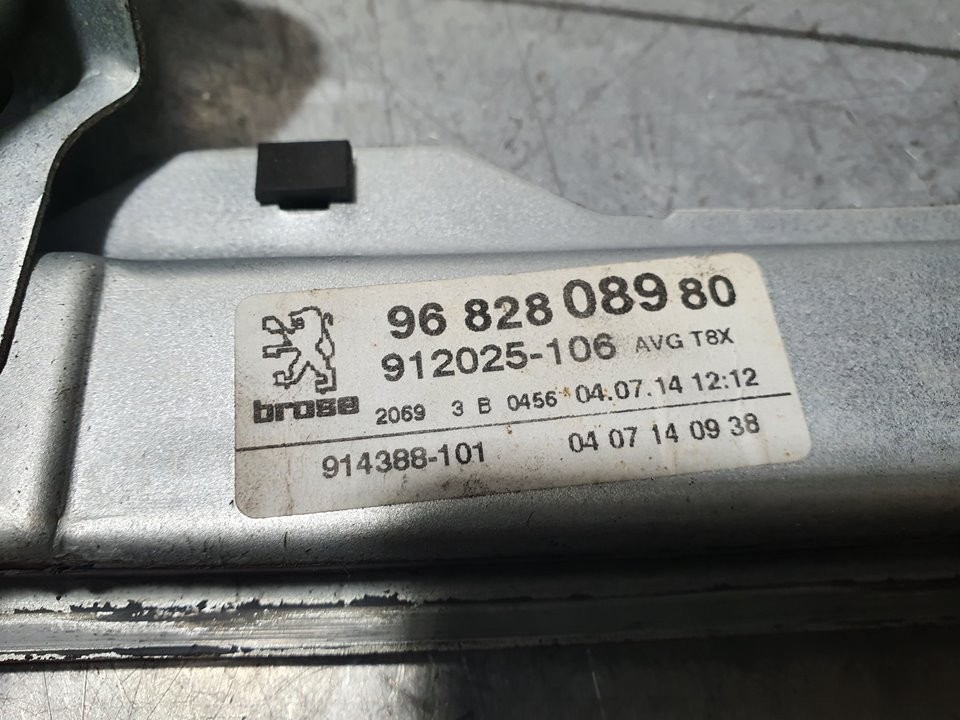 96 828 089 80
912025-106 AVG T8X
brose
2069 3 B 0456* 04.07.14 12:12
914388-101 04 07 14 09 38